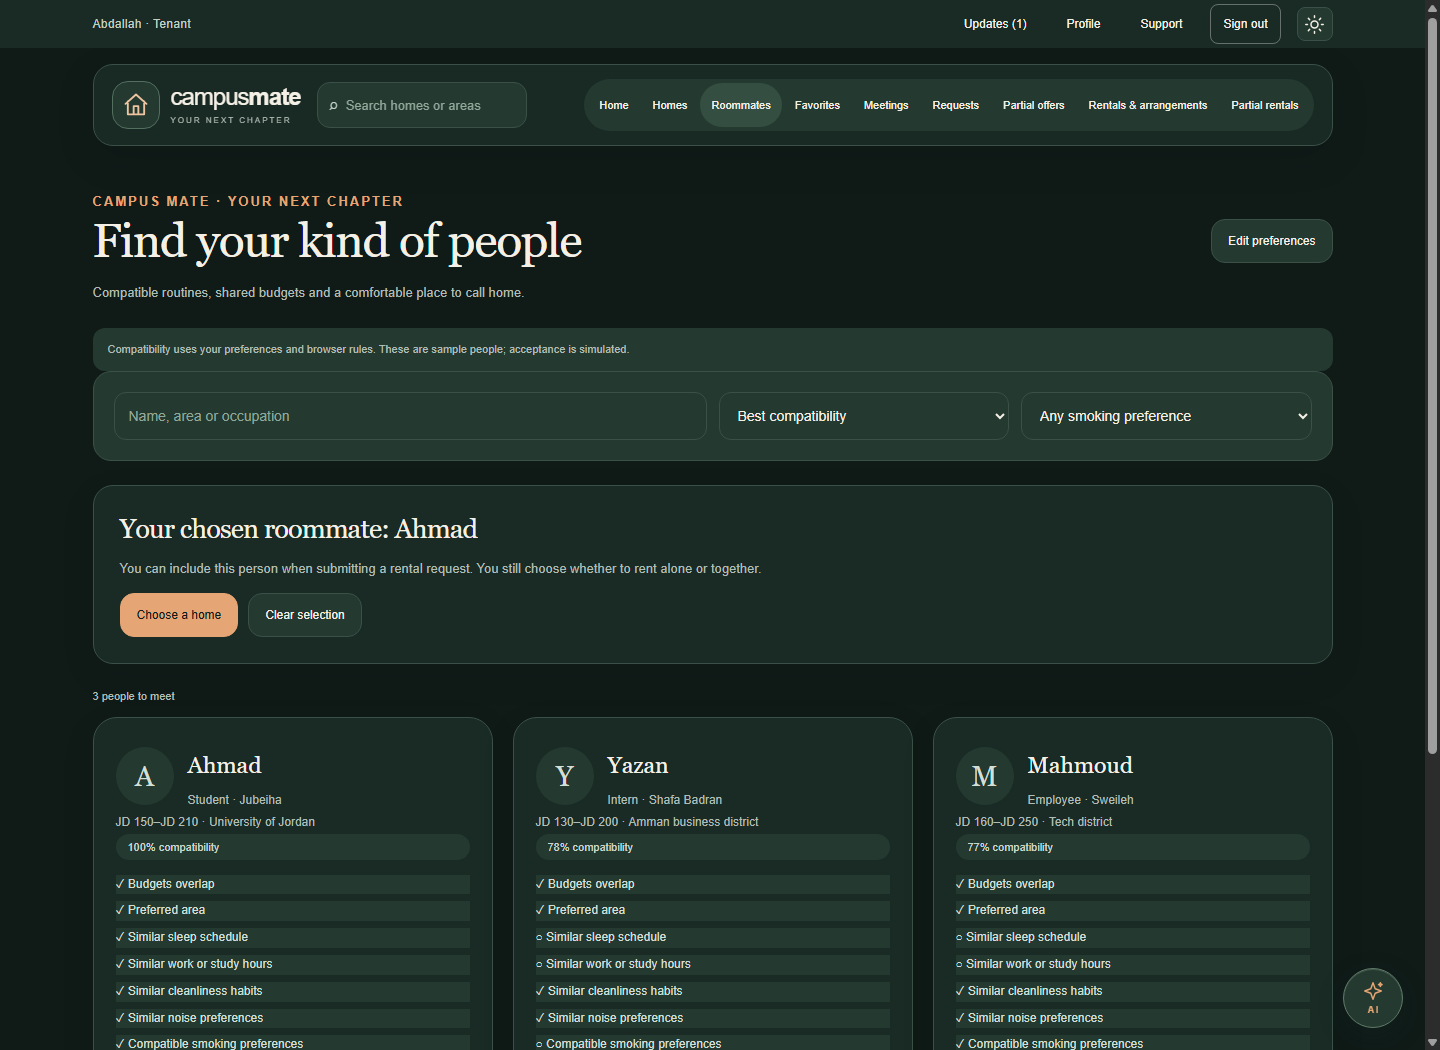 Abdallah · Tenant
Updates (1) Profile Support Sign out
campusmate
YOUR NEXT CHAPTER
Search homes or areas
Home Homes Roommates Favorites Meetings Requests Partial offers Rentals & arrangements Partial rentals
CAMPUS MATE · YOUR NEXT CHAPTER
Find your kind of people
Edit preferences
Compatible routines, shared budgets and a comfortable place to call home.
Compatibility uses your preferences and browser rules. These are sample people; acceptance is simulated.
Name, area or occupation
Best compatibility
Any smoking preference
Your chosen roommate: Ahmad
You can include this person when submitting a rental request. You still choose whether to rent alone or together.
Choose a home
Clear selection
3 people to meet
A
Ahmad
Student · Jubeiha
JD 150–JD 210 · University of Jordan
100% compatibility
✓ Budgets overlap
✓ Preferred area
✓ Similar sleep schedule
✓ Similar work or study hours
✓ Similar cleanliness habits
✓ Similar noise preferences
✓ Compatible smoking preferences
Y
Yazan
Intern · Shafa Badran
JD 130–JD 200 · Amman business district
78% compatibility
✓ Budgets overlap
✓ Preferred area
○ Similar sleep schedule
○ Similar work or study hours
✓ Similar cleanliness habits
✓ Similar noise preferences
○ Compatible smoking preferences
M
Mahmoud
Employee · Sweileh
JD 160–JD 250 · Tech district
77% compatibility
✓ Budgets overlap
✓ Preferred area
○ Similar sleep schedule
○ Similar work or study hours
✓ Similar cleanliness habits
✓ Similar noise preferences
✓ Compatible smoking preferences
AI